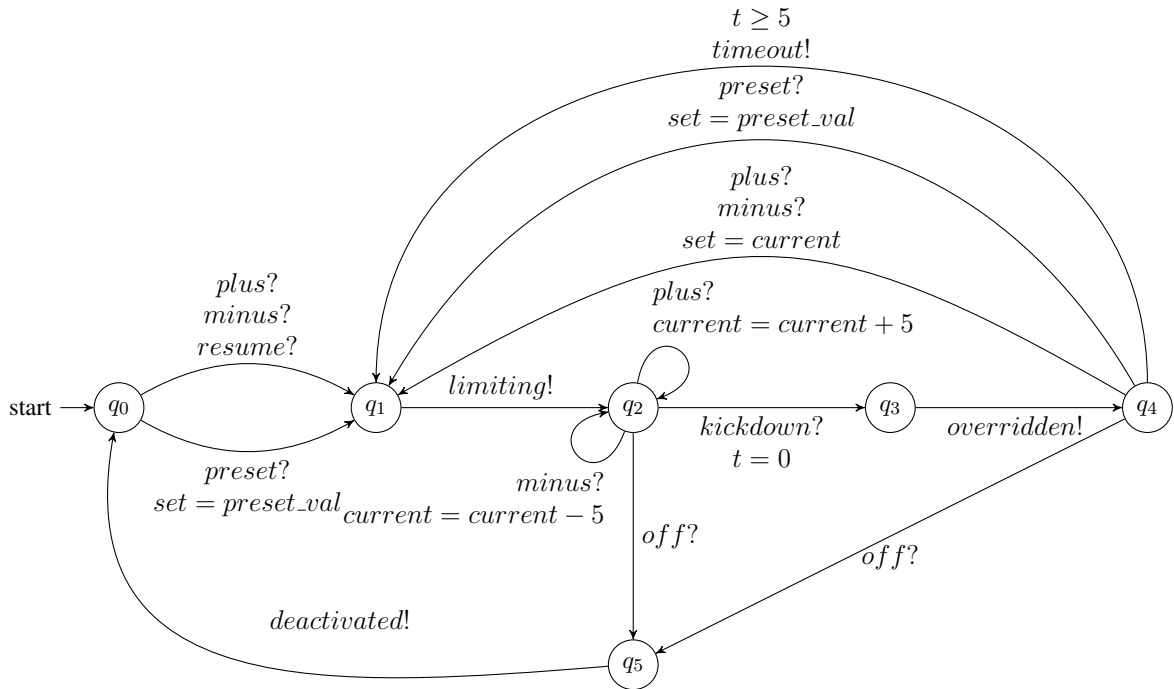 t ≥ 5
timeout!
preset?
set = preset_val
plus?
minus?
set = current
plus?
current = current + 5
plus?
minus?
resume?
limiting!
start
q0
q1
q2
q3
q4
kickdown?
t = 0
overridden!
preset?
set = preset_val
minus?
current = current − 5
off?
off?
deactivated!
q5